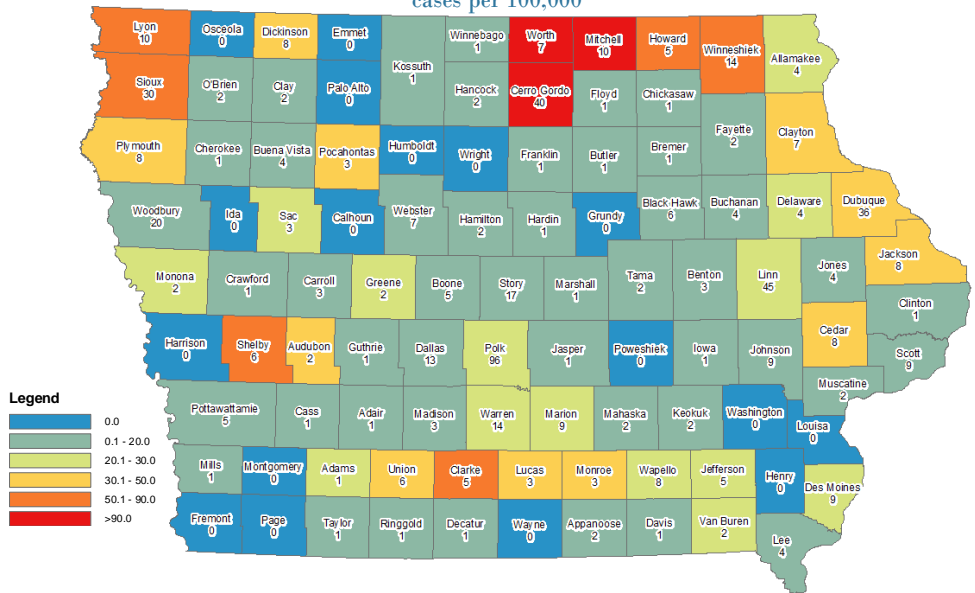 cases per 100,000
Lyon
10
Osceola
0
Dickinson
8
Emmet
0
Kossuth
1
Winnebago
1
Worth
7
Mitchell
10
Howard
5
Winneshiek
14
Allamakee
4
Sioux
30
O'Brien
2
Clay
2
Palo Alto
0
Hancock
2
Cerro Gordo
40
Floyd
1
Chickasaw
1
Fayette
2
Clayton
7
Plymouth
8
Cherokee
1
Buena Vista
4
Pocahontas
3
Humboldt
0
Wright
0
Franklin
1
Butler
1
Bremer
1
Woodbury
20
Ida
0
Sac
3
Calhoun
0
Webster
7
Hamilton
2
Hardin
1
Grundy
0
Black Hawk
6
Buchanan
4
Delaware
4
Dubuque
36
Monona
2
Crawford
1
Carroll
3
Greene
2
Boone
5
Story
17
Marshall
1
Tama
2
Benton
3
Linn
45
Jones
4
Jackson
8
Clinton
1
Harrison
0
Shelby
6
Audubon
2
Guthrie
1
Dallas
13
Polk
96
Jasper
1
Poweshiek
0
Iowa
1
Johnson
9
Cedar
8
Scott
9
Muscatine
2
Pottawattamie
5
Cass
1
Adair
1
Madison
3
Warren
14
Marion
9
Mahaska
2
Keokuk
2
Washington
0
Louisa
0
Mills
1
Montgomery
0
Adams
1
Union
6
Clarke
5
Lucas
3
Monroe
3
Wapello
8
Jefferson
5
Henry
0
Des Moines
9
Fremont
0
Page
0
Taylor
1
Ringgold
1
Decatur
1
Wayne
0
Appanoose
2
Davis
1
Van Buren
2
Lee
4
Legend
0.0
0.1 - 20.0
20.1 - 30.0
30.1 - 50.0
50.1 - 90.0
>90.0